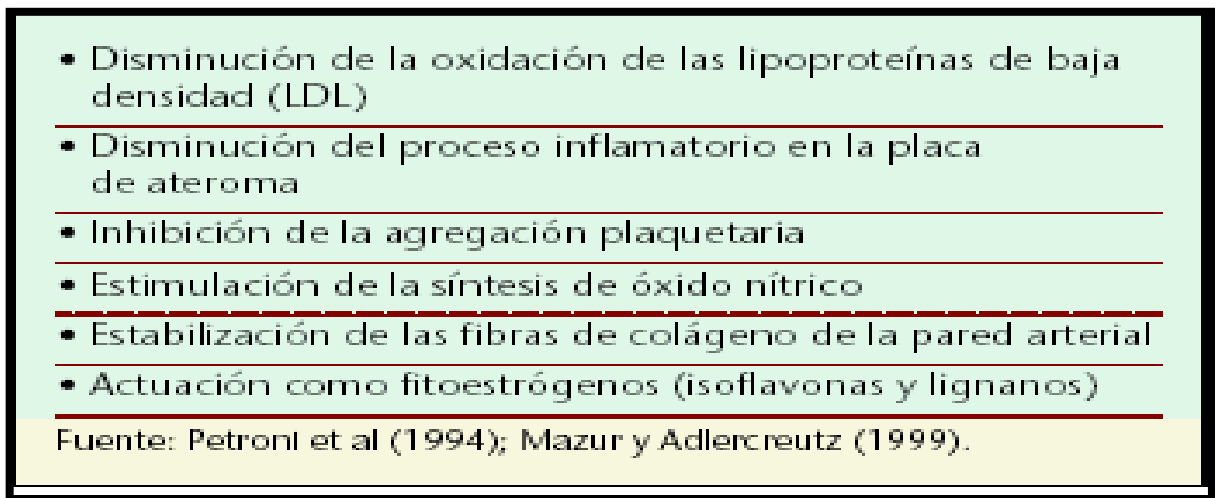 • Disminución de la oxidación de las lipoproteínas de baja
densidad (LDL)
• Disminución del proceso inflamatorio en la placa
de ateroma
• Inhibición de la agregación plaquetaria
• Estimulación de la síntesis de óxido nítrico
• Estabilización de las fibras de colágeno de la pared arterial
• Actuación como fitoestrógenos (isoflavonas y lignanos)
Fuente: Petroni et al (1994); Mazur y Adlercreutz (1999).